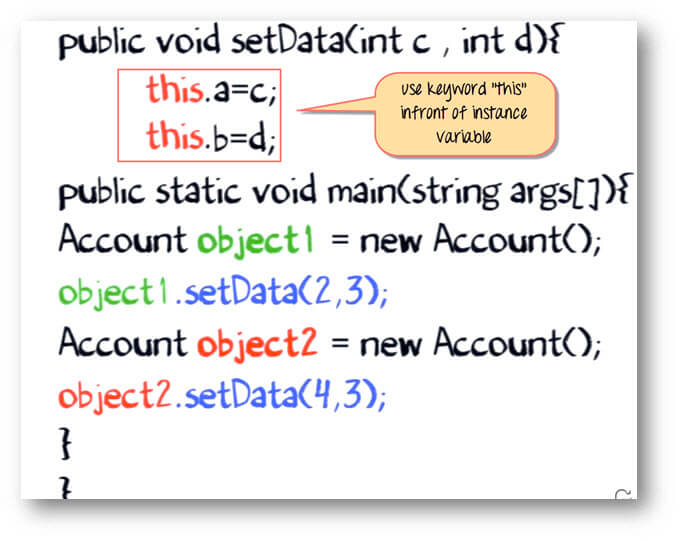 public void setData(int c , int d){
this.a=c;
this.b=d;
use keyword "this"
infront of instance
variable
public static void main(string args[]){
Account object1 = new Account();
object1.setData(2,3);
Account object2 = new Account();
object2.setData(4,3);
}
}